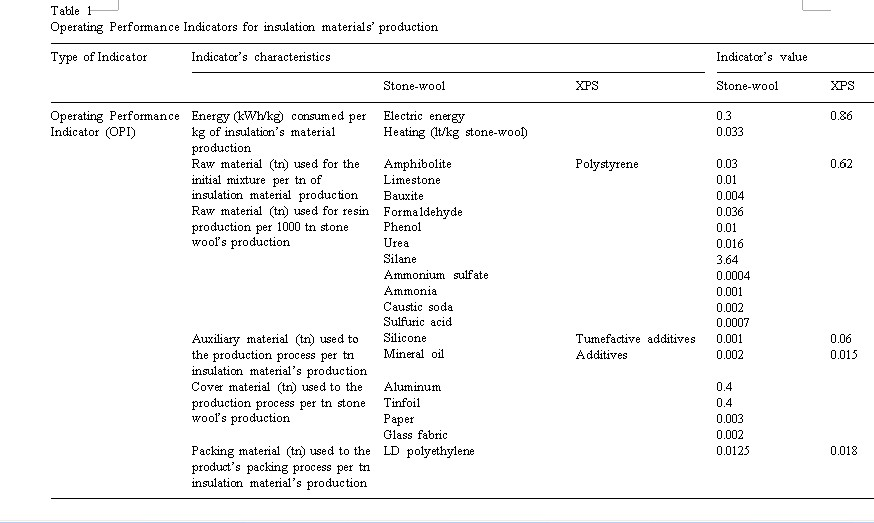 Table 1
Operating Performance Indicators for insulation materials' production
Type of Indicator Indicator's characteristics Indicator's value
Stone-wool XPS Stone-wool XPS
Operating Performance Energy (kWh/kg) consumed per Electric energy 0.3 0.86
Indicator (OPI) kg of insulation's material Heating (lt/kg stone-wool) 0.033
production
Raw material (tn) used for the Amphibolite Polystyrene 0.03 0.62
initial mixture per tn of Limestone 0.01
insulation material production Bauxite 0.004
Raw material (tn) used for resin Formaldehyde 0.036
production per 1000 tn stone Phenol 0.01
wool's production Urea 0.016
Silane 3.64
Ammonium sulfate 0.0004
Ammonia 0.001
Caustic soda 0.002
Sulfuric acid 0.0007
Auxiliary material (tn) used to Silicone Tumefactive additives 0.001 0.06
the production process per tn Mineral oil Additives 0.002 0.015
insulation material's production
Cover material (tn) used to the Aluminum 0.4
production process per tn stone Tinfoil 0.4
wool's production Paper 0.003
Glass fabric 0.002
Packing material (tn) used to the LD polyethylene 0.0125 0.018
product's packing process per tn
insulation material's production